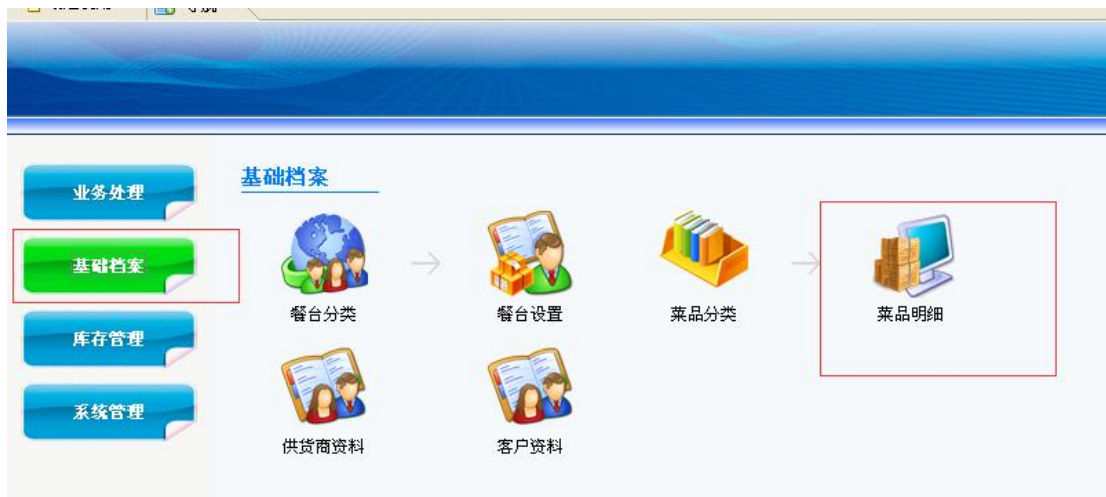 业务处理
基础档案
库存管理
系统管理
基础档案
餐台分类
餐台设置
菜品分类
菜品明细
供货商资料
客户资料